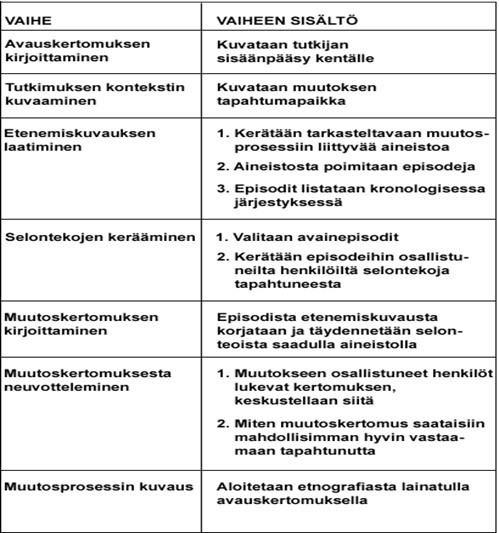 VAIHE VAIHEEN SISÄLTÖ
Avauskertomuksen kirjoittaminen
Kuvataan tutkijan
sisäänpääsy kentälle
Tutkimuksen kontekstin
kuvaaminen
Kuvataan muutoksen
tapahtumapaikka
Etenemiskuvauksen
laatiminen
1. Kerätään tarkasteltavaan muutos-
prosessiin liittyvää aineistoa
2. Aineistosta poimitaan episodeja
3. Episodit listataan kronologisessa
järjestyksessä
Selontekojen kerääminen
1. Valitaan avainepisodit
2. Kerätään episodeihin osallistu-
neilta henkilöiltä selontekoja
tapahtuneesta
Muutoskertomuksen
kirjoittaminen
Episodista etenemiskuvausta
korjataan ja täydennetään selon-
teoista saadulla aineistolla
Muutoskertomuksesta
neuvotteleminen
1. Muutokseen osallistuneet henkilöt
lukevat kertomuksen,
keskustellaan siitä
2. Miten muutoskertomus saataisiin
mahdollisimman hyvin vastaa-
maan tapahtunutta
Muutosprosessin kuvaus
Aloitetaan etnografiasta lainatulla
avauskertomuksella